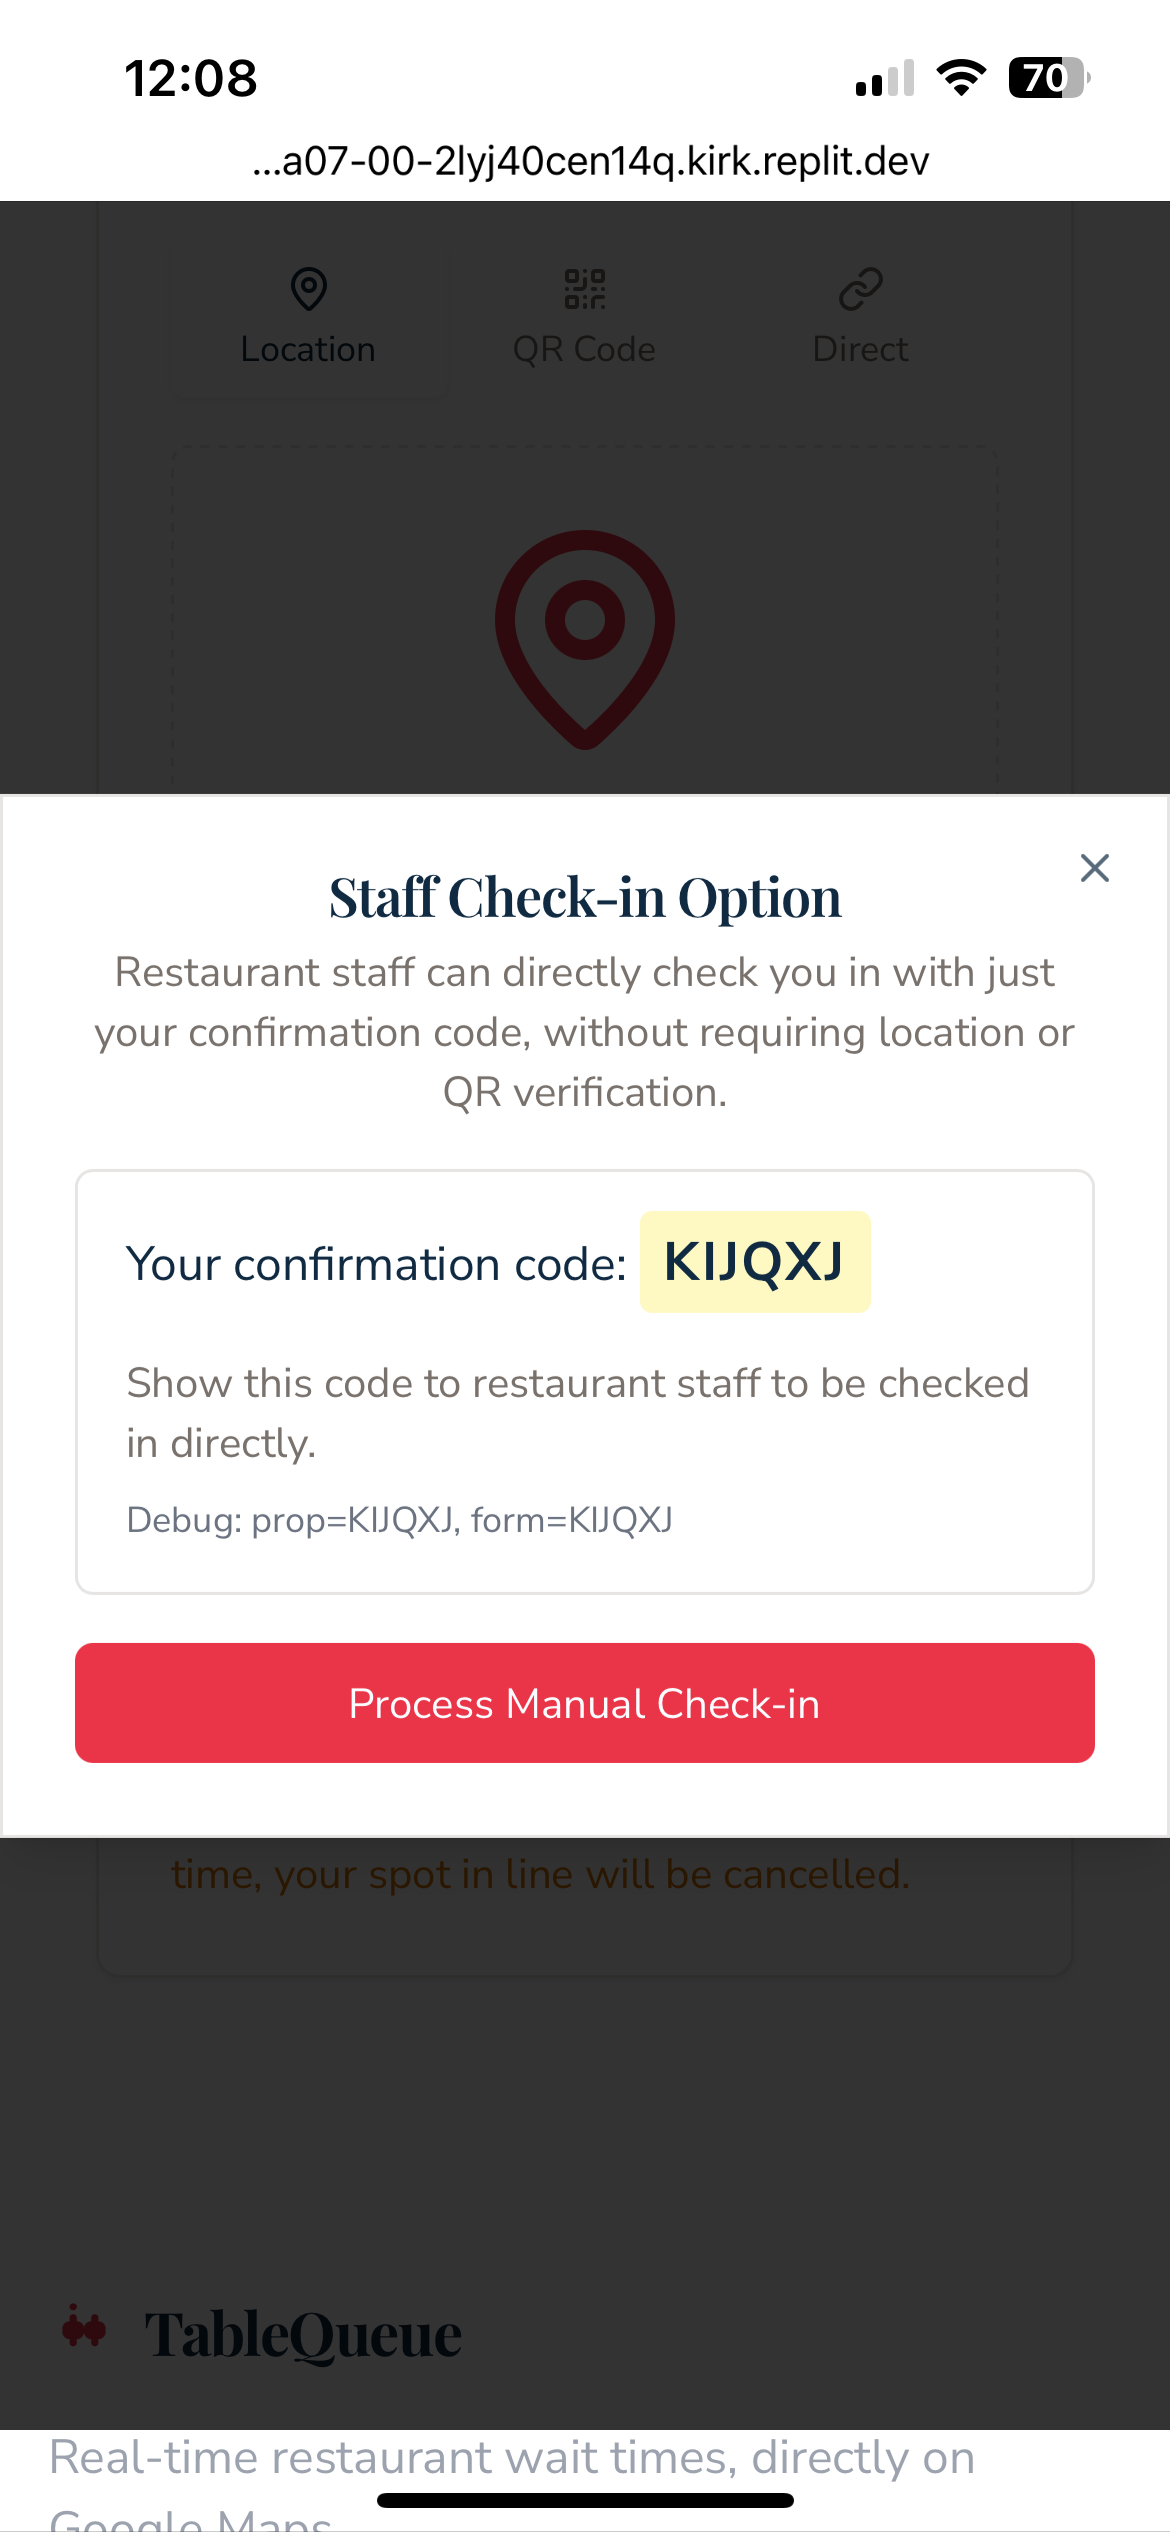 12:08
70
...a07-00-2lyj40cen14q.kirk.replit.dev
Location
QR Code
Direct
Staff Check-in Option
Restaurant staff can directly check you in with just
your confirmation code, without requiring location or
QR verification.
Your confirmation code: KIJQXJ
Show this code to restaurant staff to be checked
in directly.
Debug: prop=KIJQXJ, form=KIJQXJ
Process Manual Check-in
time, your spot in line will be cancelled.
TableQueue
Real-time restaurant wait times, directly on
Google Maps